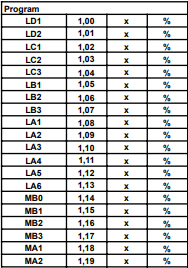 Program
LD1 1,00 x %
LD2 1,01 x %
LC1 1,02 x %
LC2 1,03 x %
LC3 1,04 x %
LB1 1,05 x %
LB2 1,06 x %
LB3 1,07 x %
LA1 1,08 x %
LA2 1,09 x %
LA3 1,10 x %
LA4 1,11 x %
LA5 1,12 x %
LA6 1,13 x %
MB0 1,14 x %
MB1 1,15 x %
MB2 1,16 x %
MB3 1,17 x %
MA1 1,18 x %
MA2 1,19 x %